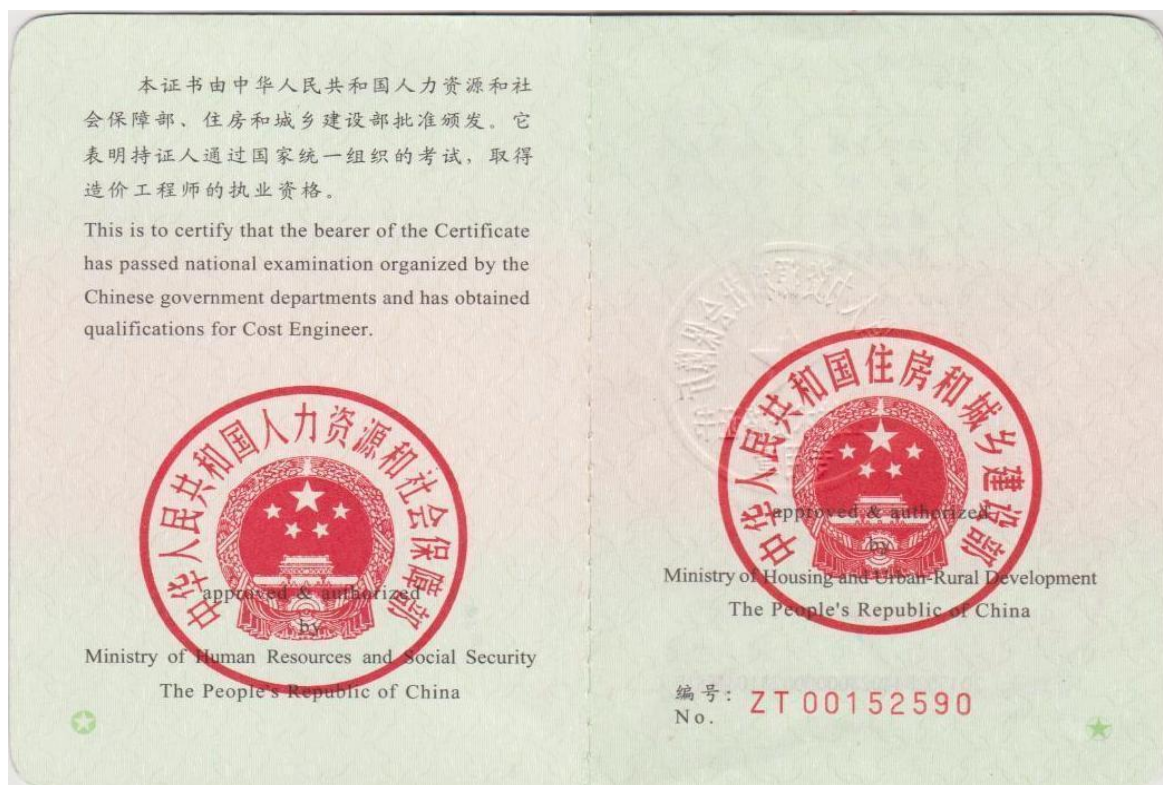 本证书由中华人民共和国人力资源和社
会保障部、住房和城乡建设部批准颁发。它
表明持证人通过国家统一组织的考试，取得
造价工程师的执业资格。
This is to certify that the bearer of the Certificate
has passed national examination organized by the
Chinese government departments and has obtained
qualifications for Cost Engineer.
中华人民共和国人力资源和社会保障部
approved & authorized
by
Ministry of Human Resources and Social Security
The People's Republic of China
中华人民共和国住房和城乡建设部
approved & authorized
by
Ministry of Housing and Urban-Rural Development
The People's Republic of China
编号：
No. ZT 00152590